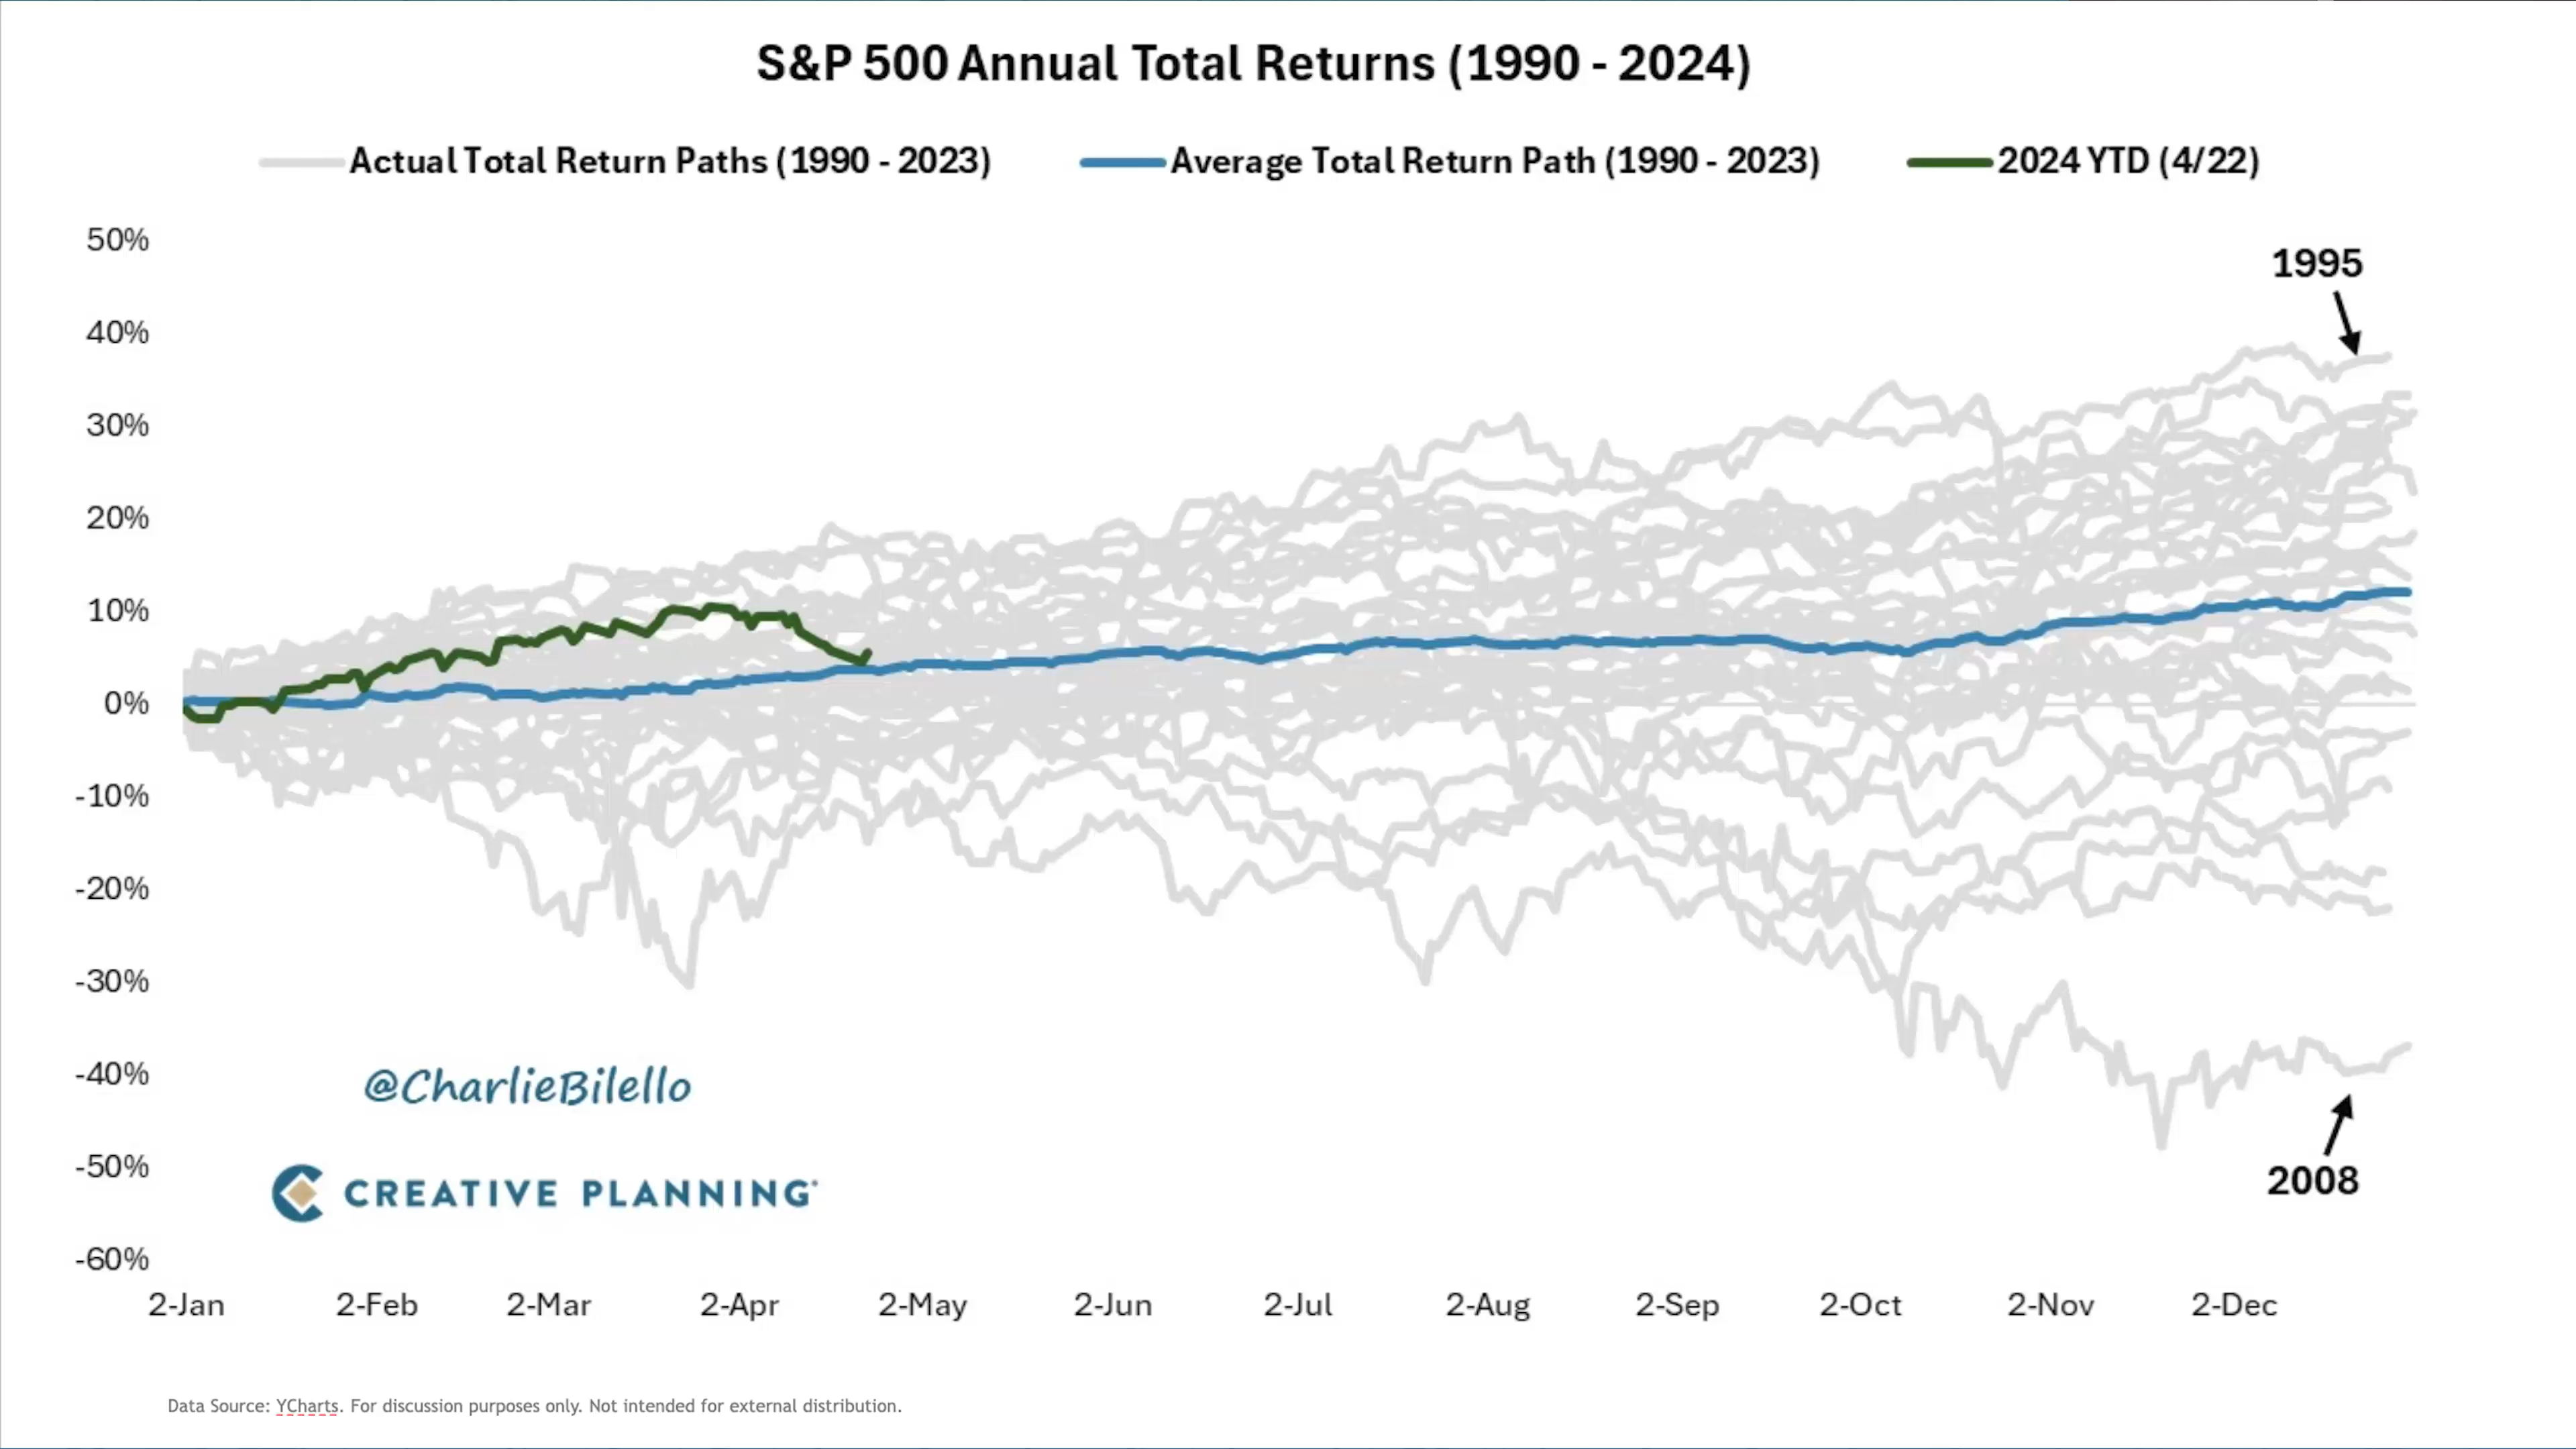 S&P 500 Annual Total Returns (1990 - 2024)
Actual Total Return Paths (1990 - 2023) Average Total Return Path (1990 - 2023) 2024 YTD (4/22)
50%
40%
30%
20%
10%
0%
-10%
-20%
-30%
-40%
-50%
-60%
1995
2008
@CharlieBilello
CREATIVE PLANNING
2-Jan 2-Feb 2-Mar 2-Apr 2-May 2-Jun 2-Jul 2-Aug 2-Sep 2-Oct 2-Nov 2-Dec
Data Source: YCharts. For discussion purposes only. Not intended for external distribution.